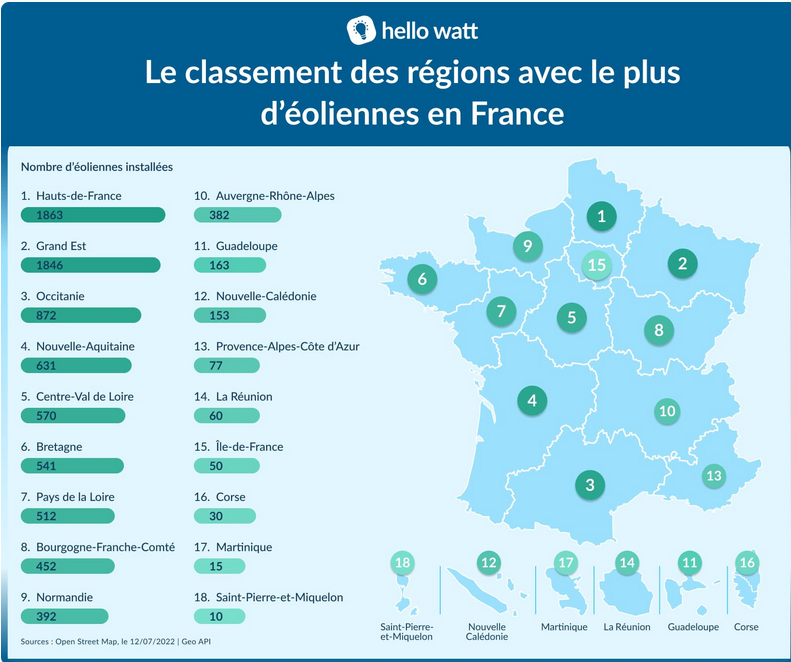 hello watt
Le classement des régions avec le plus
d'éoliennes en France
Nombre d'éoliennes installées
1. Hauts-de-France
1863
2. Grand Est
1846
3. Occitanie
872
4. Nouvelle-Aquitaine
631
5. Centre-Val de Loire
570
6. Bretagne
541
7. Pays de la Loire
512
8. Bourgogne-Franche-Comté
452
9. Normandie
392
10. Auvergne-Rhône-Alpes
382
11. Guadeloupe
163
12. Nouvelle-Calédonie
153
13. Provence-Alpes-Côte d'Azur
77
14. La Réunion
60
15. Île-de-France
50
16. Corse
30
17. Martinique
15
18. Saint-Pierre-et-Miquelon
10
1
9
15
2
6
7
5
8
4
10
13
3
18
12
17
14
11
16
Saint-Pierre-
et-Miquelon
Nouvelle
Calédonie
Martinique
La Réunion
Guadeloupe
Corse
Sources : Open Street Map, le 12/07/2022 | Geo API